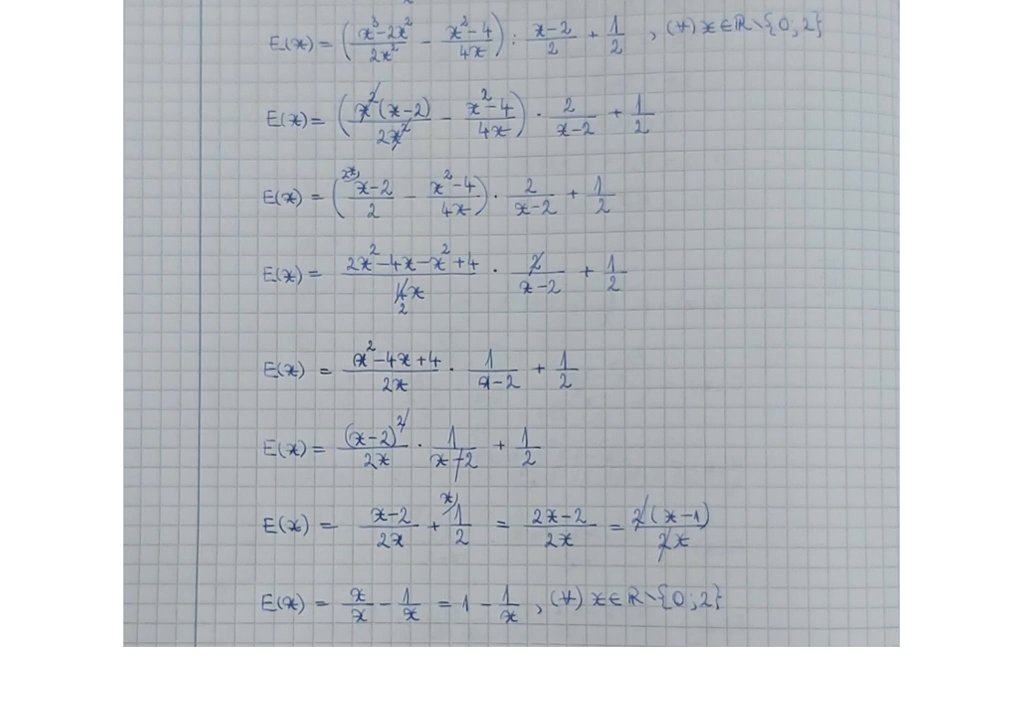 E(x) = (x³-2x²/2x² - x²-4/4x) : x-2/2 + 1/2 , (∀) x∈ℝ\{0;2}
E(x) = (x²(x-2)/2x² - x²-4/4x) · 2/x-2 + 1/2
E(x) = (²ˣ⁾x-2/2 - x²-4/4x) · 2/x-2 + 1/2
E(x) = 2x²-4x-x²+4/4x · 2/x-2 + 1/2
2
E(x) = x²-4x+4/2x · 1/x-2 + 1/2
E(x) = (x-2)²/2x · 1/x-2 + 1/2
E(x) = x-2/2x + ˣ⁾1/2 = 2x-2/2x = 2(x-1)/2x
E(x) = x/x - 1/x = 1 - 1/x , (∀) x∈ℝ\{0;2}